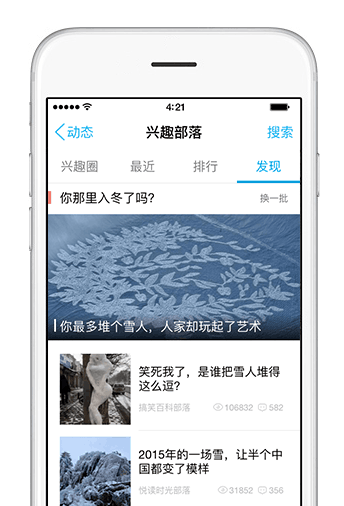 4:21
动态
兴趣部落
搜索
兴趣圈
最近
排行
发现
你那里入冬了吗?
换一批
你最多堆个雪人，人家却玩起了艺术
笑死我了，是谁把雪人堆得
这么逗?
搞笑百科部落
106832
582
2015年的一场雪，让半个中
国都变了模样
悦读时光部落
31852
356